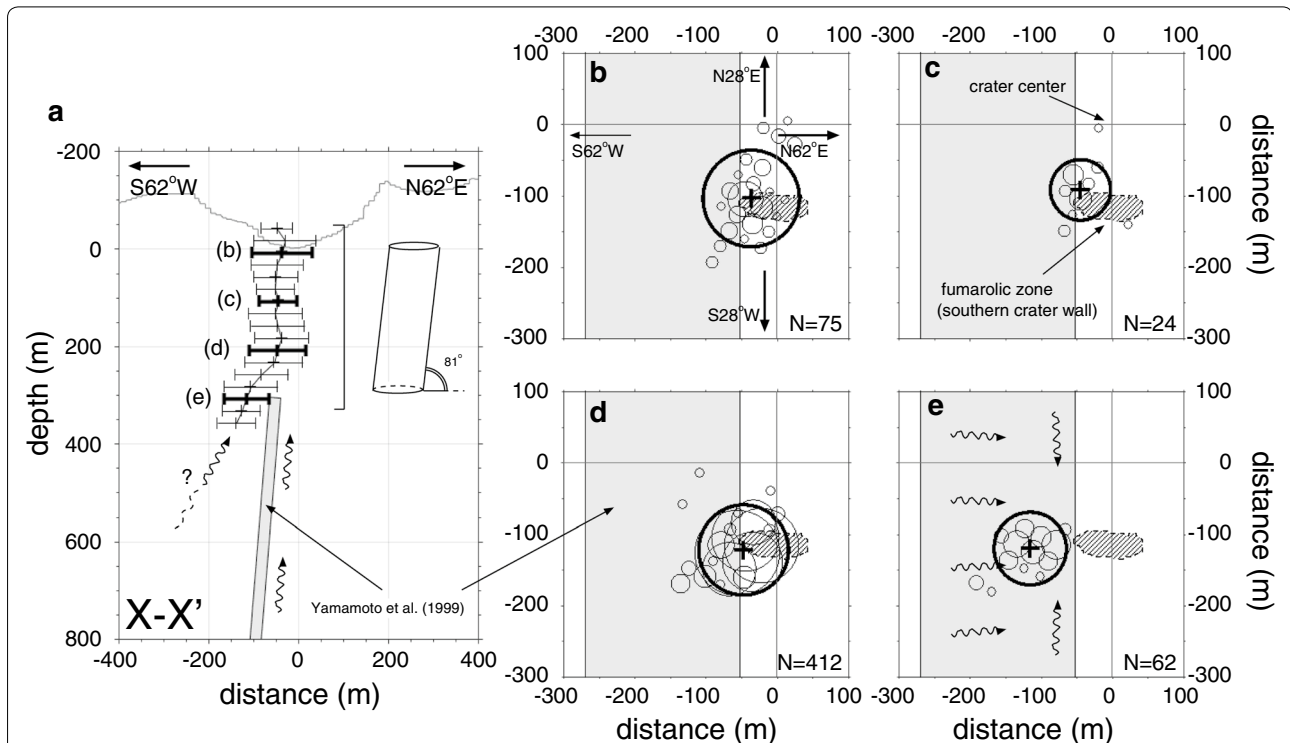 a
-200
0
200
400
600
800
depth (m)
S62°W
N62°E
(b)
(c)
(d)
(e)
81°
?
X-X'
Yamamoto et al. (1999)
-400 -200 0 200 400
distance (m)
-300 -200 -100 0 100
b
N28°E
S62°W
N62°E
S28°W
N=75
100
0
-100
-200
-300
-300 -200 -100 0 100
c
crater center
fumarolic zone
(southern crater wall)
N=24
100
0
-100
-200
-300
distance (m)
d
N=412
100
0
-100
-200
-300
-300 -200 -100 0 100
distance (m)
e
N=62
100
0
-100
-200
-300
distance (m)
-300 -200 -100 0 100
distance (m)